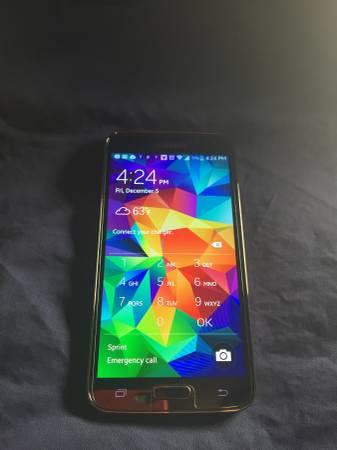 4:24 PM
4:24 PM
Fri, December 5
63°F
Connect your charger.
1 2 ABC 3 DEF
4 GHI 5 JKL 6 MNO
7 PQRS 8 TUV 9 WXYZ
0 OK
Sprint
Emergency call